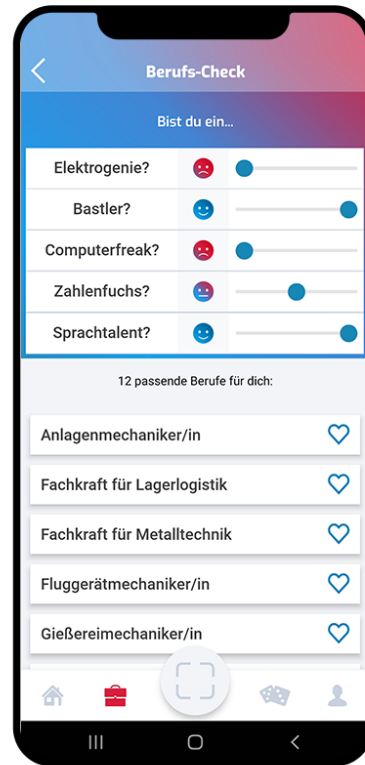 Berufs-Check
Bist du ein...
Elektrogenie?
Bastler?
Computerfreak?
Zahlenfuchs?
Sprachtalent?
12 passende Berufe für dich:
Anlagenmechaniker/in
Fachkraft für Lagerlogistik
Fachkraft für Metalltechnik
Fluggerätmechaniker/in
Gießereimechaniker/in